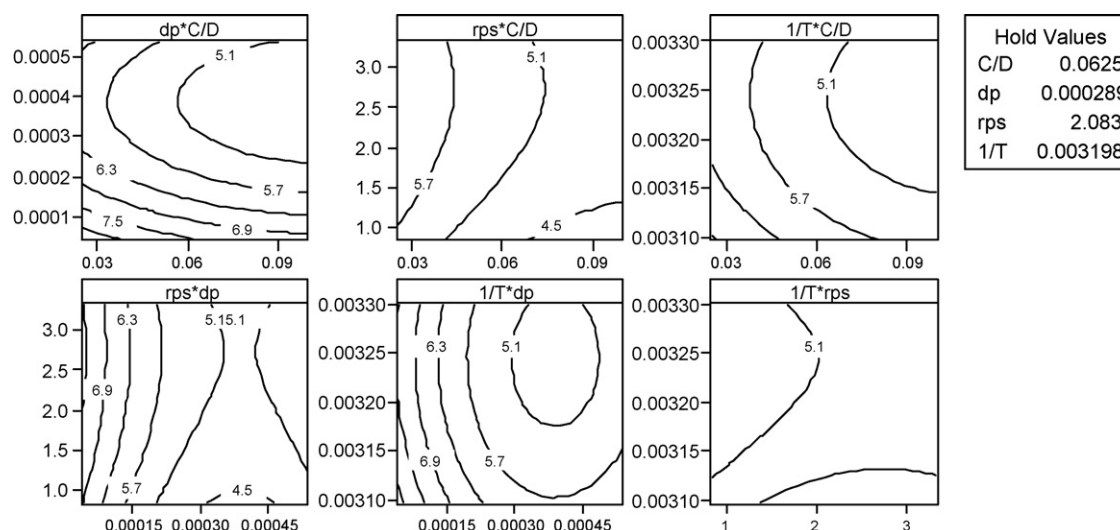 dp*C/D
rps*C/D
1/T*C/D
Hold Values
C/D 0.0625
dp 0.000289
rps 2.083
1/T 0.003198
0.0005
0.0004
0.0003
0.0002
0.0001
5.1
6.3
5.7
7.5
6.9
0.03 0.06 0.09
3.0
2.5
2.0
1.5
1.0
5.1
5.7
4.5
0.03 0.06 0.09
0.00330
0.00325
0.00320
0.00315
0.00310
5.1
5.7
0.03 0.06 0.09
rps*dp
1/T*dp
1/T*rps
3.0
2.5
2.0
1.5
1.0
6.3
5.15.1
6.9
5.7
4.5
0.00015 0.00030 0.00045
0.00330
0.00325
0.00320
0.00315
0.00310
6.3
5.1
6.9
5.7
0.00015 0.00030 0.00045
0.00330
0.00325
0.00320
0.00315
0.00310
5.1
1 2 3